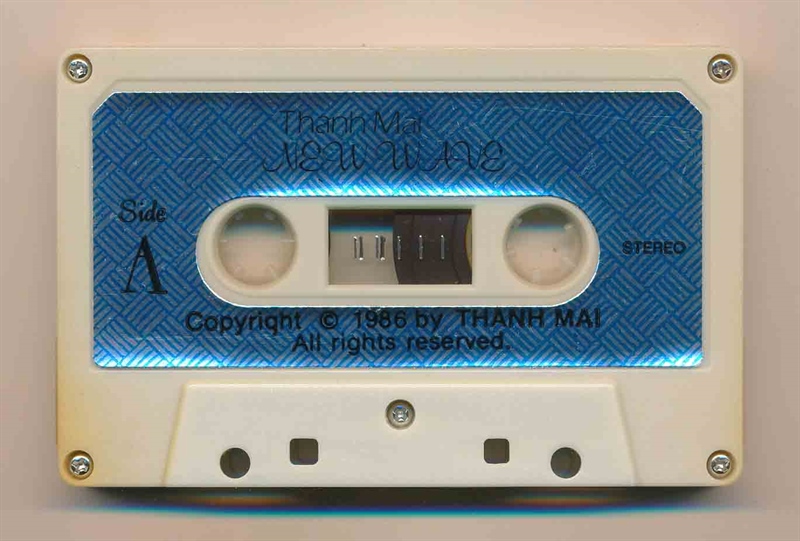 Thanh Mai
NEW WAVE
Side
A
STEREO
Copyright © 1986 by THANH MAI
All rights reserved.